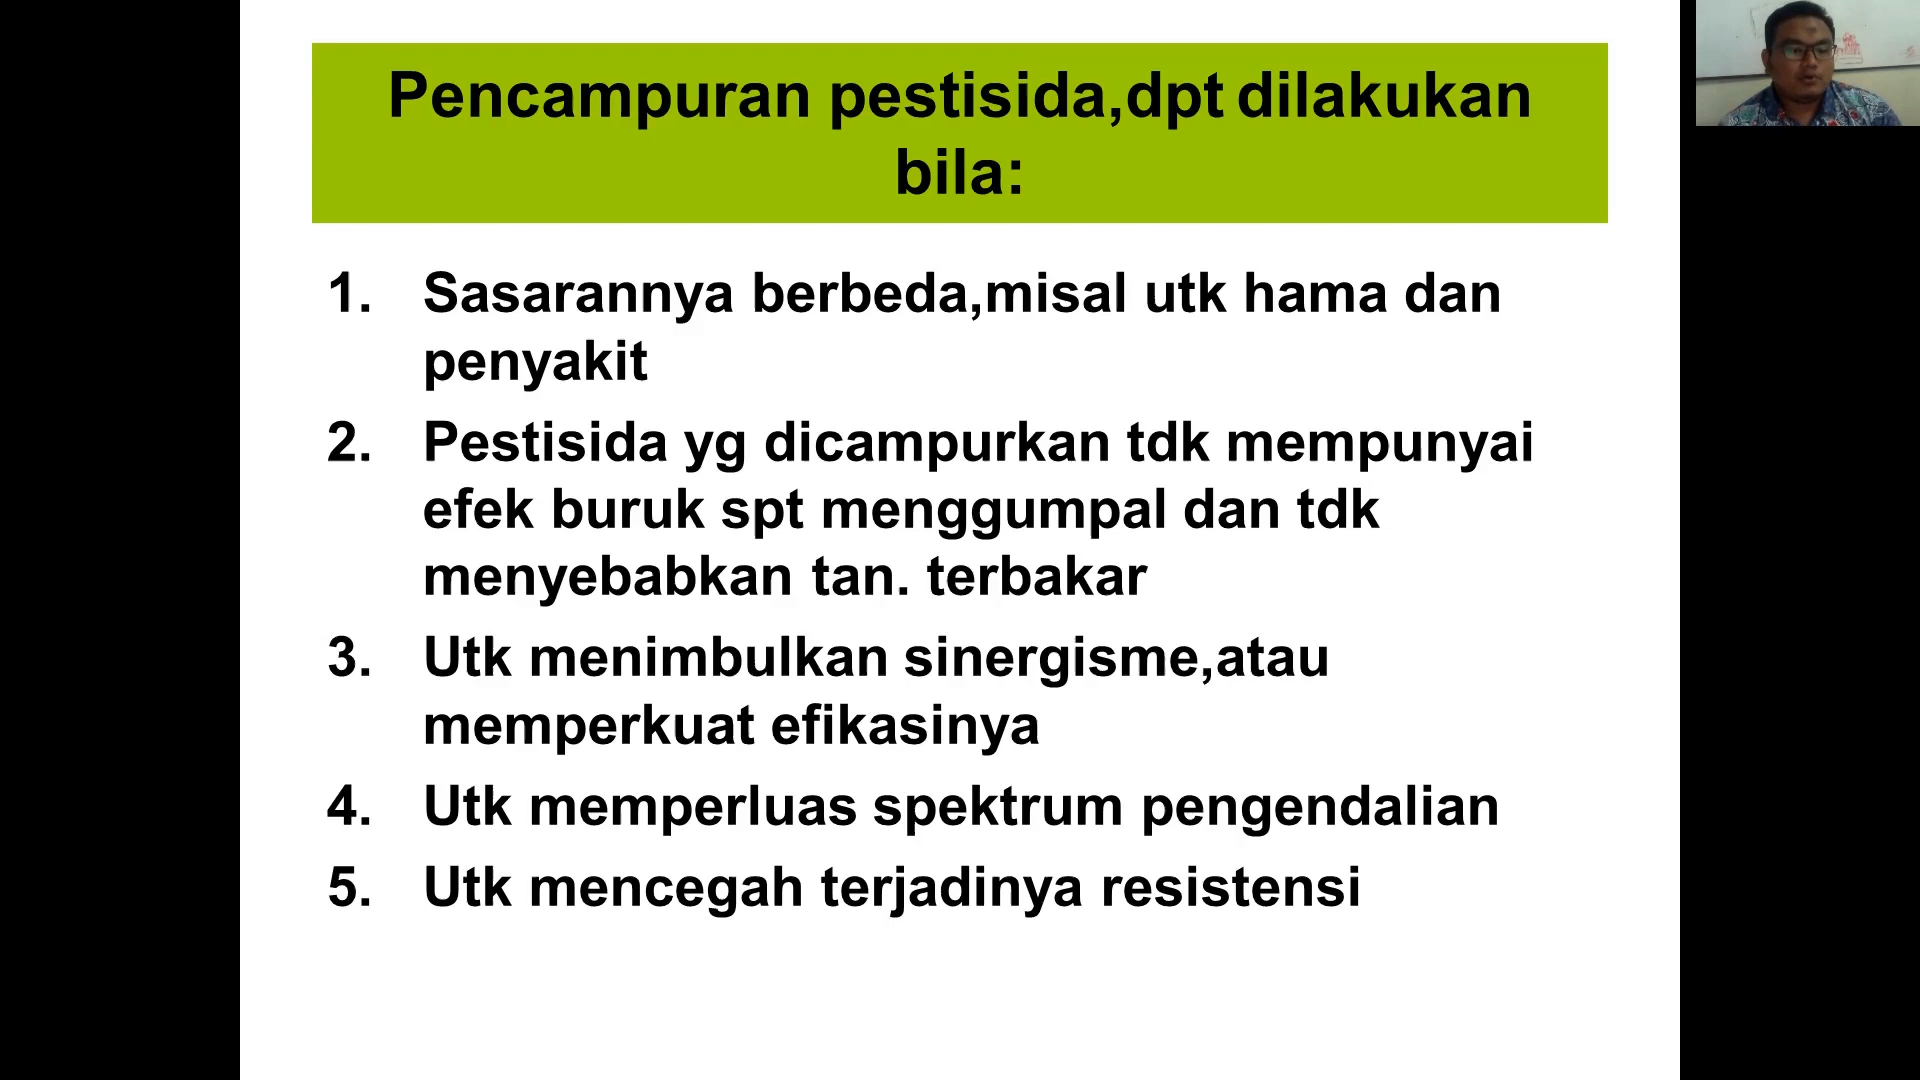 Pencampuran pestisida,dpt dilakukan
bila:
1. Sasarannya berbeda,misal utk hama dan
penyakit
2. Pestisida yg dicampurkan tdk mempunyai
efek buruk spt menggumpal dan tdk
menyebabkan tan. terbakar
3. Utk menimbulkan sinergisme,atau
memperkuat efikasinya
4. Utk memperluas spektrum pengendalian
5. Utk mencegah terjadinya resistensi